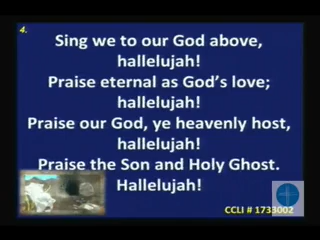 4.
Sing we to our God above,
hallelujah!
Praise eternal as God's love;
hallelujah!
Praise our God, ye heavenly host,
hallelujah!
Praise the Son and Holy Ghost.
Hallelujah!
CCLI # 1733002